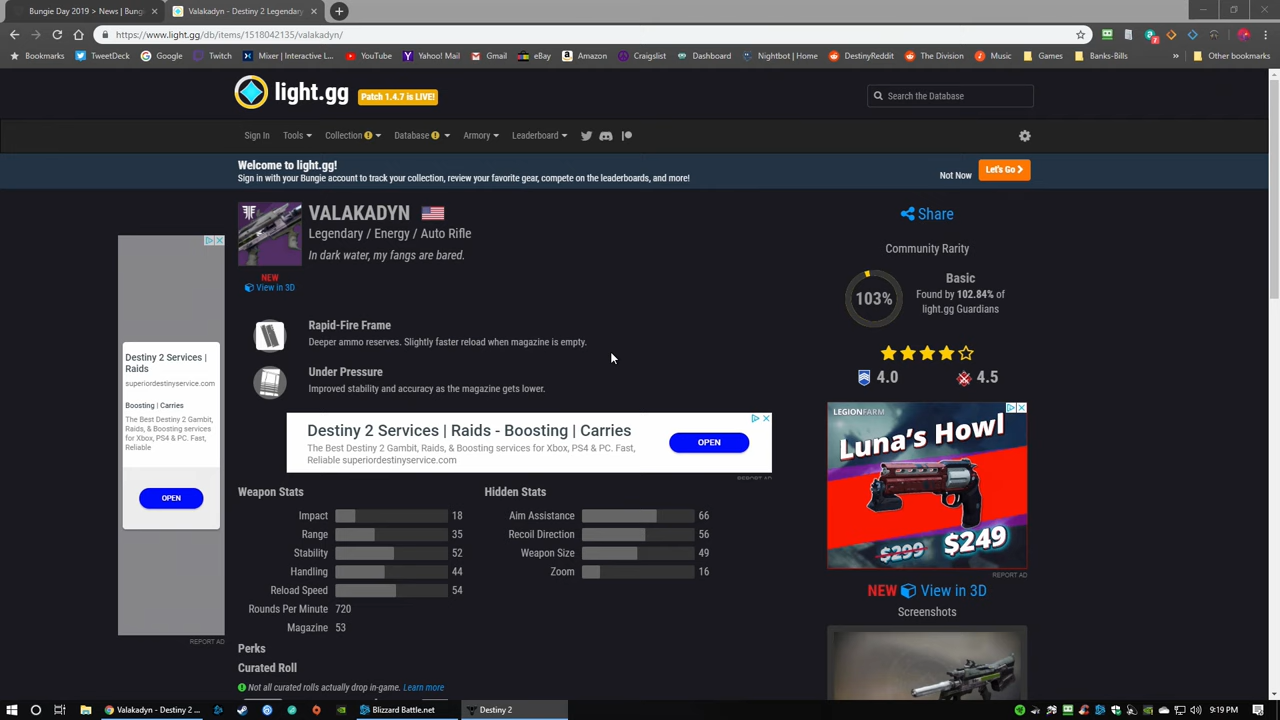 Bungie Day 2019 > News | Bung
Valakadyn - Destiny 2 Legendary
https://www.light.gg/db/items/1518042135/valakadyn/
Bookmarks TweetDeck Google Twitch Mixer | Interactive L... YouTube Yahoo! Mail Gmail eBay Amazon Craigslist Dashboard Nightbot | Home DestinyReddit The Division Music Games Banks-Bills » Other bookmarks
light.gg Patch 1.4.7 is LIVE!
Search the Database
Sign In Tools Collection Database Armory Leaderboard
Welcome to light.gg!
Sign in with your Bungie account to track your collection, review your favorite gear, compete on the leaderboards, and more!
Not Now Let's Go
VALAKADYN
Legendary / Energy / Auto Rifle
In dark water, my fangs are bared.
NEW
View in 3D
Share
Community Rarity
103%
Basic
Found by 102.84% of
light.gg Guardians
4.0 4.5
Rapid-Fire Frame
Deeper ammo reserves. Slightly faster reload when magazine is empty.
Under Pressure
Improved stability and accuracy as the magazine gets lower.
Destiny 2 Services |
Raids
superiordestinyservice.com
Boosting | Carries
The Best Destiny 2 Gambit,
Raids, & Boosting services
for Xbox, PS4 & PC. Fast,
Reliable
OPEN
REPORT AD
Destiny 2 Services | Raids - Boosting | Carries
The Best Destiny 2 Gambit, Raids, & Boosting services for Xbox, PS4 & PC. Fast,
Reliable superiordestinyservice.com
OPEN
REPORT AD
LEGIONFARM
Luna's Howl
$299 $249
REPORT AD
Weapon Stats
Impact 18
Range 35
Stability 52
Handling 44
Reload Speed 54
Rounds Per Minute 720
Magazine 53
Hidden Stats
Aim Assistance 66
Recoil Direction 56
Weapon Size 49
Zoom 16
NEW View in 3D
Screenshots
Perks
Curated Roll
Not all curated rolls actually drop in-game. Learn more
Valakadyn - Destiny 2 ... Blizzard Battle.net Destiny 2 9:19 PM